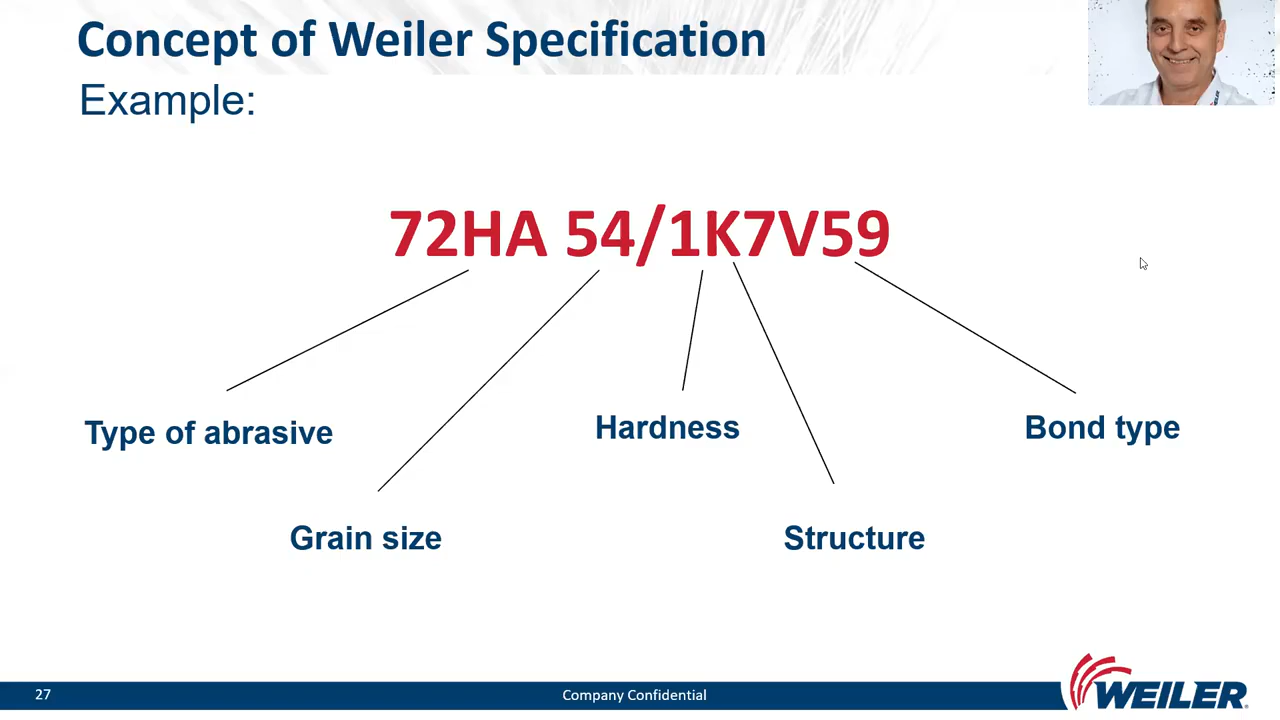 Concept of Weiler Specification
Example:
72HA 54/1K7V59
Type of abrasive
Hardness
Bond type
Grain size
Structure
27
Company Confidential
WEILER